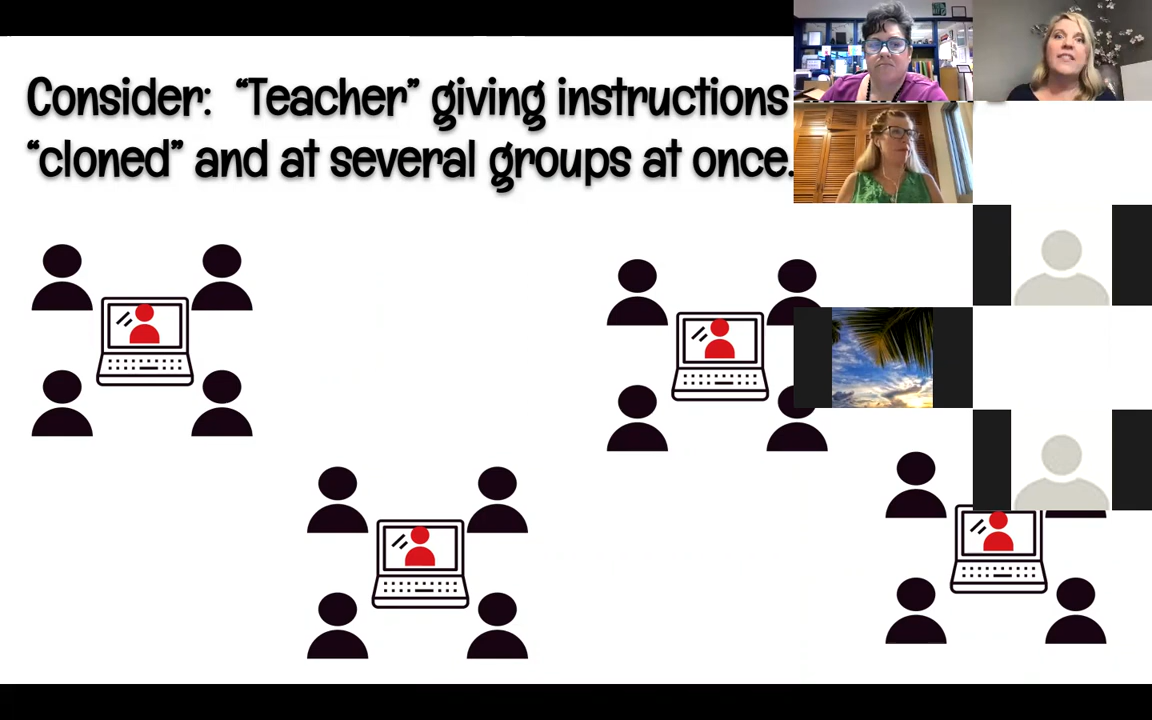 Consider: “Teacher” giving instructions
“cloned” and at several groups at once.